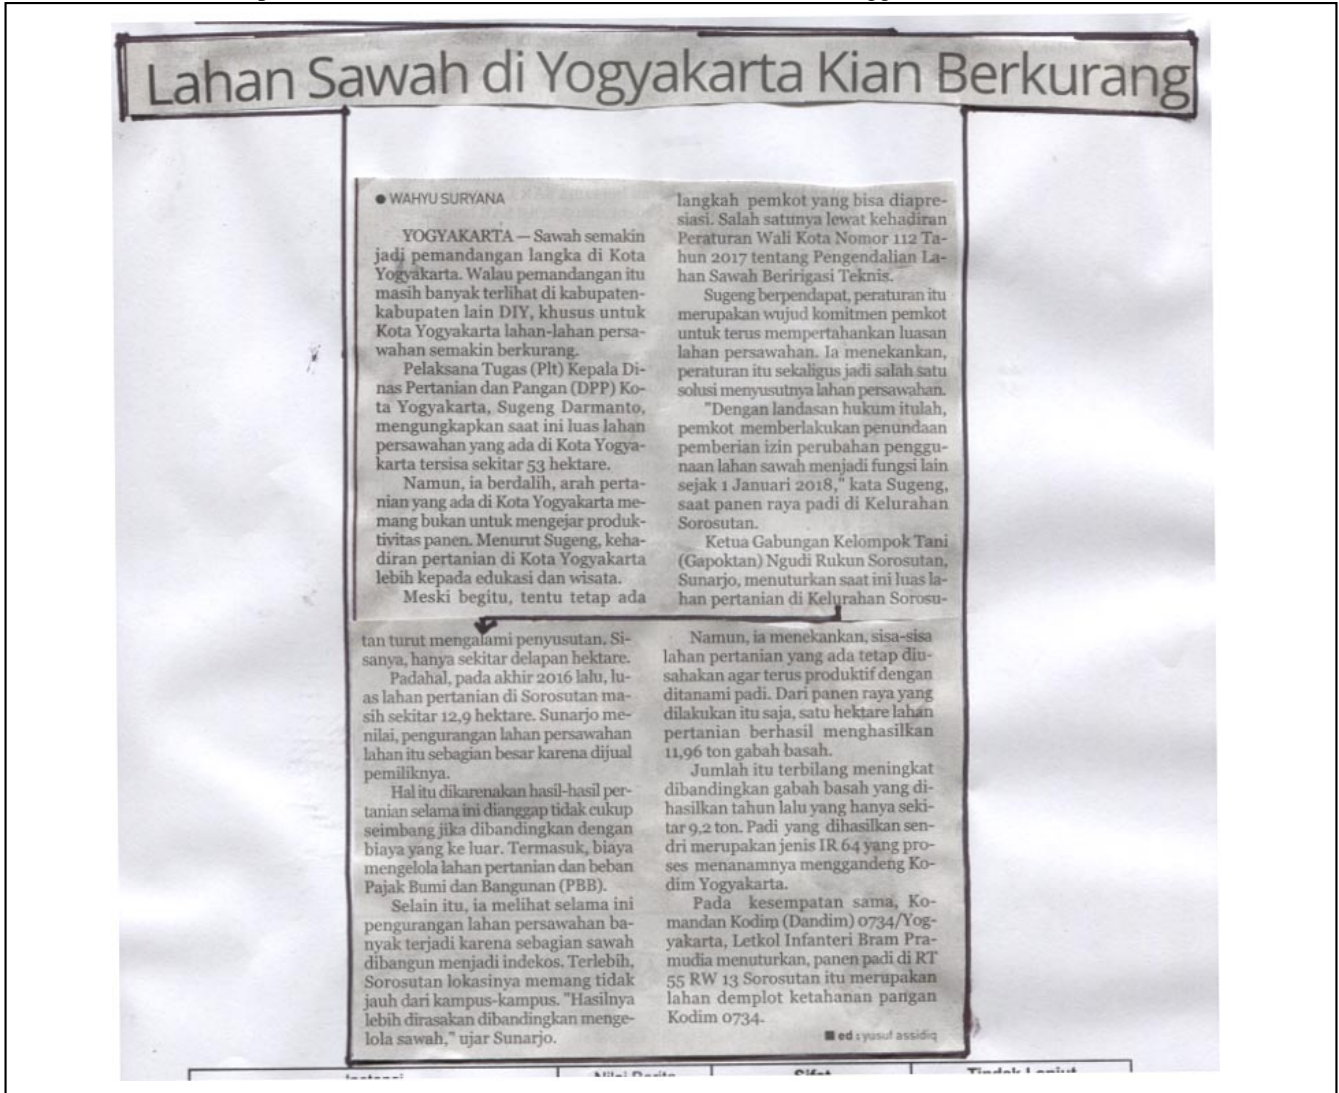 Lahan Sawah di Yogyakarta Kian Berkurang
● WAHYU SURYANA
YOGYAKARTA — Sawah semakin
jadi pemandangan langka di Kota
Yogyakarta. Walau pemandangan itu
masih banyak terlihat di kabupaten-
kabupaten lain DIY, khusus untuk
Kota Yogyakarta lahan-lahan persa-
wahan semakin berkurang.
Pelaksana Tugas (Plt) Kepala Di-
nas Pertanian dan Pangan (DPP) Ko-
ta Yogyakarta, Sugeng Darmanto,
mengungkapkan saat ini luas lahan
persawahan yang ada di Kota Yogya-
karta tersisa sekitar 53 hektare.
Namun, ia berdalih, arah perta-
nian yang ada di Kota Yogyakarta me-
mang bukan untuk mengejar produk-
tivitas panen. Menurut Sugeng, keha-
diran pertanian di Kota Yogyakarta
lebih kepada edukasi dan wisata.
Meski begitu, tentu tetap ada
langkah pemkot yang bisa diapre-
siasi. Salah satunya lewat kehadiran
Peraturan Wali Kota Nomor 112 Ta-
hun 2017 tentang Pengendalian La-
han Sawah Beririgasi Teknis.
Sugeng berpendapat, peraturan itu
merupakan wujud komitmen pemkot
untuk terus mempertahankan luasan
lahan persawahan. Ia menekankan,
peraturan itu sekaligus jadi salah satu
solusi menyusutnya lahan persawahan.
"Dengan landasan hukum itulah,
pemkot memberlakukan penundaan
pemberian izin perubahan penggu-
naan lahan sawah menjadi fungsi lain
sejak 1 Januari 2018," kata Sugeng,
saat panen raya padi di Kelurahan
Sorosutan.
Ketua Gabungan Kelompok Tani
(Gapoktan) Ngudi Rukun Sorosutan,
Sunarjo, menuturkan saat ini luas la-
han pertanian di Kelurahan Sorosu-
tan turut mengalami penyusutan. Si-
sanya, hanya sekitar delapan hektare.
Padahal, pada akhir 2016 lalu, lu-
as lahan pertanian di Sorosutan ma-
sih sekitar 12,9 hektare. Sunarjo me-
nilai, pengurangan lahan persawahan
lahan itu sebagian besar karena dijual
pemiliknya.
Hal itu dikarenakan hasil-hasil per-
tanian selama ini dianggap tidak cukup
seimbang jika dibandingkan dengan
biaya yang ke luar. Termasuk, biaya
mengelola lahan pertanian dan beban
Pajak Bumi dan Bangunan (PBB).
Selain itu, ia melihat selama ini
pengurangan lahan persawahan ba-
nyak terjadi karena sebagian sawah
dibangun menjadi indekos. Terlebih,
Sorosutan lokasinya memang tidak
jauh dari kampus-kampus. "Hasilnya
lebih dirasakan dibandingkan menge-
lola sawah," ujar Sunarjo.
Namun, ia menekankan, sisa-sisa
lahan pertanian yang ada tetap diu-
sahakan agar terus produktif dengan
ditanami padi. Dari panen raya yang
dilakukan itu saja, satu hektare lahan
pertanian berhasil menghasilkan
11,96 ton gabah basah.
Jumlah itu terbilang meningkat
dibandingkan gabah basah yang di-
hasilkan tahun lalu yang hanya seki-
tar 9,2 ton. Padi yang dihasilkan sen-
dri merupakan jenis IR 64 yang pro-
ses menanamnya menggandeng Ko-
dim Yogyakarta.
Pada kesempatan sama, Ko-
mandan Kodim (Dandim) 0734/Yog-
yakarta, Letkol Infanteri Bram Pra-
mudia menuturkan, panen padi di RT
55 RW 13 Sorosutan itu merupakan
lahan demplot ketahanan pangan
Kodim 0734.
■ ed : yusuf assidiq
Instansi Nilai Berita Sifat Tindak Lanjut